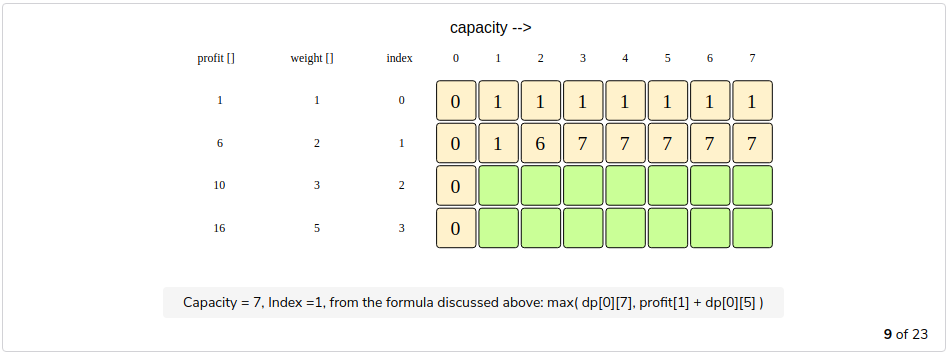 capacity -->
profit [] weight [] index 0 1 2 3 4 5 6 7
1 1 0 0 1 1 1 1 1 1 1
6 2 1 0 1 6 7 7 7 7 7
10 3 2 0
16 5 3 0
Capacity = 7, Index =1, from the formula discussed above: max( dp[0][7], profit[1] + dp[0][5] )
9 of 23